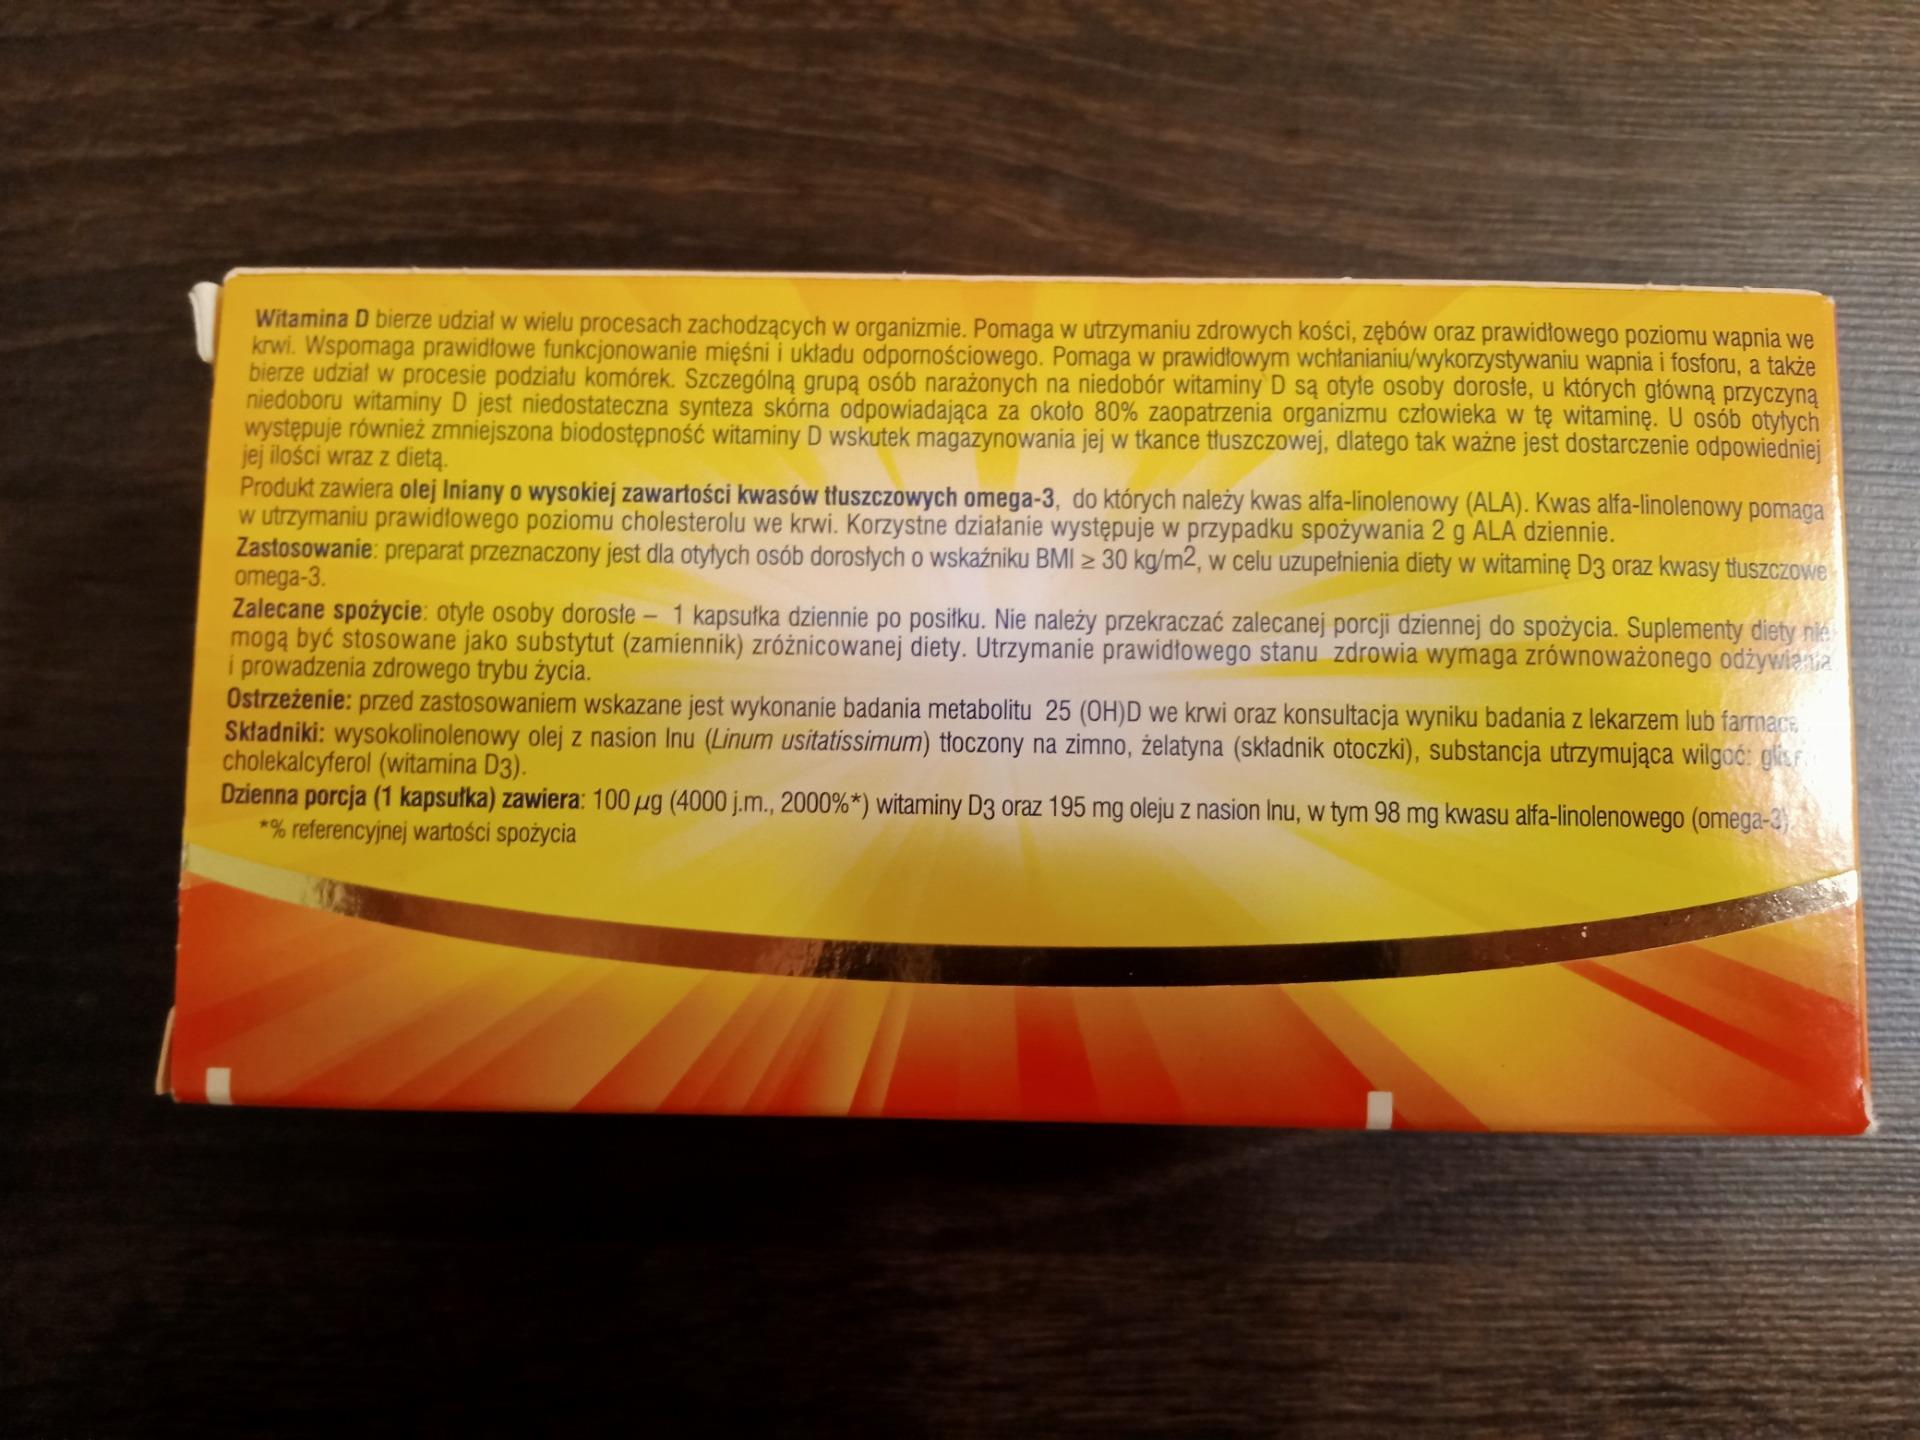 Witamina D bierze udział w wielu procesach zachodzących w organizmie. Pomaga w utrzymaniu zdrowych kości, zębów oraz prawidłowego poziomu wapnia we
krwi. Wspomaga prawidłowe funkcjonowanie mięśni i układu odpornościowego. Pomaga w prawidłowym wchłanianiu/wykorzystywaniu wapnia i fosforu, a także
bierze udział w procesie podziału komórek. Szczególną grupą osób narażonych na niedobór witaminy D są otyłe osoby dorosłe, u których główną przyczyną
niedoboru witaminy D jest niedostateczna synteza skórna odpowiadająca za około 80% zaopatrzenia organizmu człowieka w tę witaminę. U osób otyłych
występuje również zmniejszona biodostępność witaminy D wskutek magazynowania jej w tkance tłuszczowej, dlatego tak ważne jest dostarczenie odpowiedniej
jej ilości wraz z dietą.
Produkt zawiera olej lniany o wysokiej zawartości kwasów tłuszczowych omega-3, do których należy kwas alfa-linolenowy (ALA). Kwas alfa-linolenowy pomaga
w utrzymaniu prawidłowego poziomu cholesterolu we krwi. Korzystne działanie występuje w przypadku spożywania 2 g ALA dziennie.
Zastosowanie: preparat przeznaczony jest dla otyłych osób dorosłych o wskaźniku BMI ≥ 30 kg/m2, w celu uzupełnienia diety w witaminę D3 oraz kwasy tłuszczowe
omega-3.
Zalecane spożycie: otyłe osoby dorosłe – 1 kapsułka dziennie po posiłku. Nie należy przekraczać zalecanej porcji dziennej do spożycia. Suplementy diety nie
mogą być stosowane jako substytut (zamiennik) zróżnicowanej diety. Utrzymanie prawidłowego stanu zdrowia wymaga zrównoważonego odżywiania
i prowadzenia zdrowego trybu życia.
Ostrzeżenie: przed zastosowaniem wskazane jest wykonanie badania metabolitu 25 (OH)D we krwi oraz konsultacja wyniku badania z lekarzem lub
Składniki: wysokolinolenowy olej z nasion lnu (Linum usitatissimum) tłoczony na zimno, żelatyna (składnik otoczki), substancja utrzymująca wilgoć:
cholekalcyferol (witamina D3).
Dzienna porcja (1 kapsułka) zawiera: 100 µg (4000 j.m., 2000%*) witaminy D3 oraz 195 mg oleju z nasion lnu, w tym 98 mg kwasu alfa-linolenowego (omega-3).
*% referencyjnej wartości spożycia